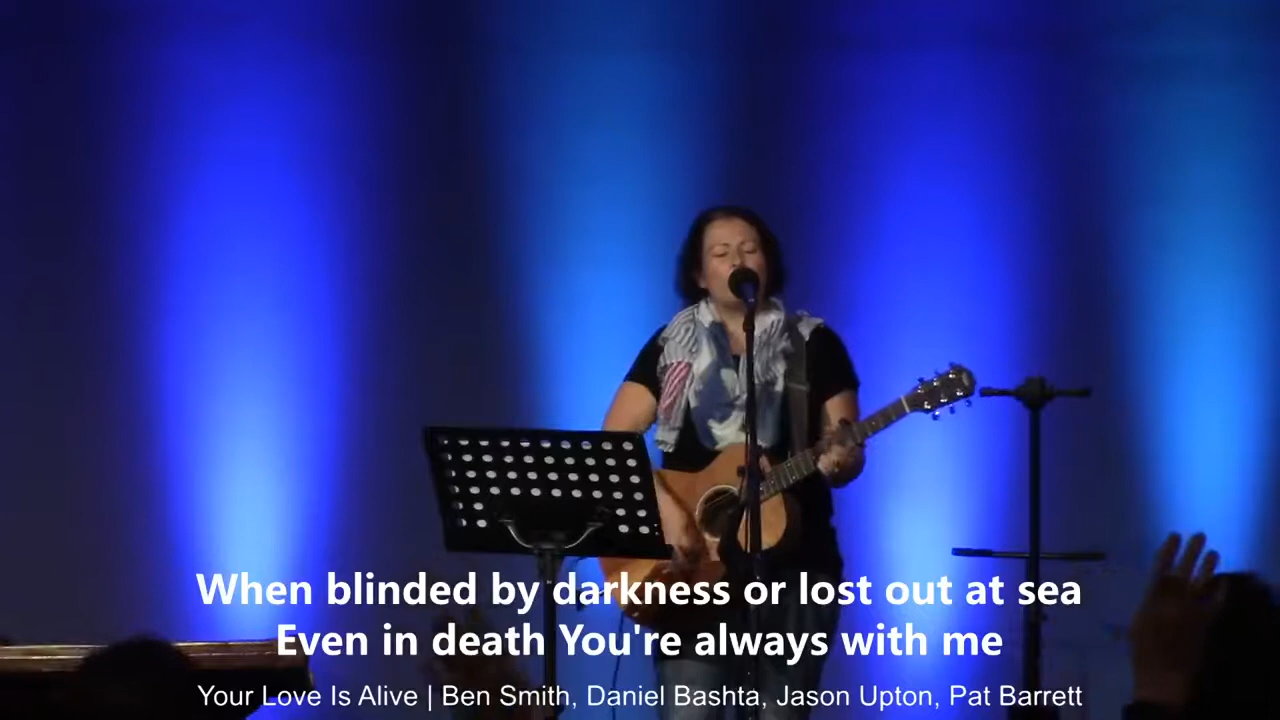 When blinded by darkness or lost out at sea
Even in death You're always with me
Your Love Is Alive | Ben Smith, Daniel Bashta, Jason Upton, Pat Barrett